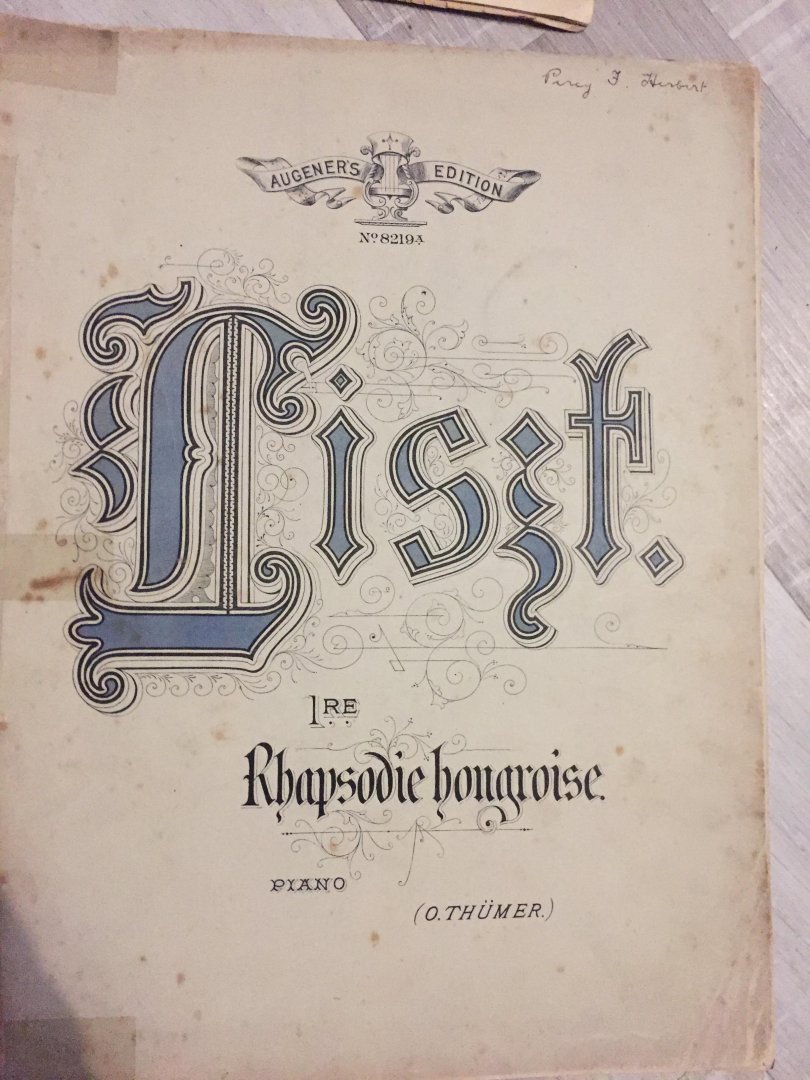 Percy F. Herbert
AUGENER'S EDITION
No. 8219A
Liszt.
1RE
Rhapsodie hongroise.
PIANO
(O. THÜMER.)